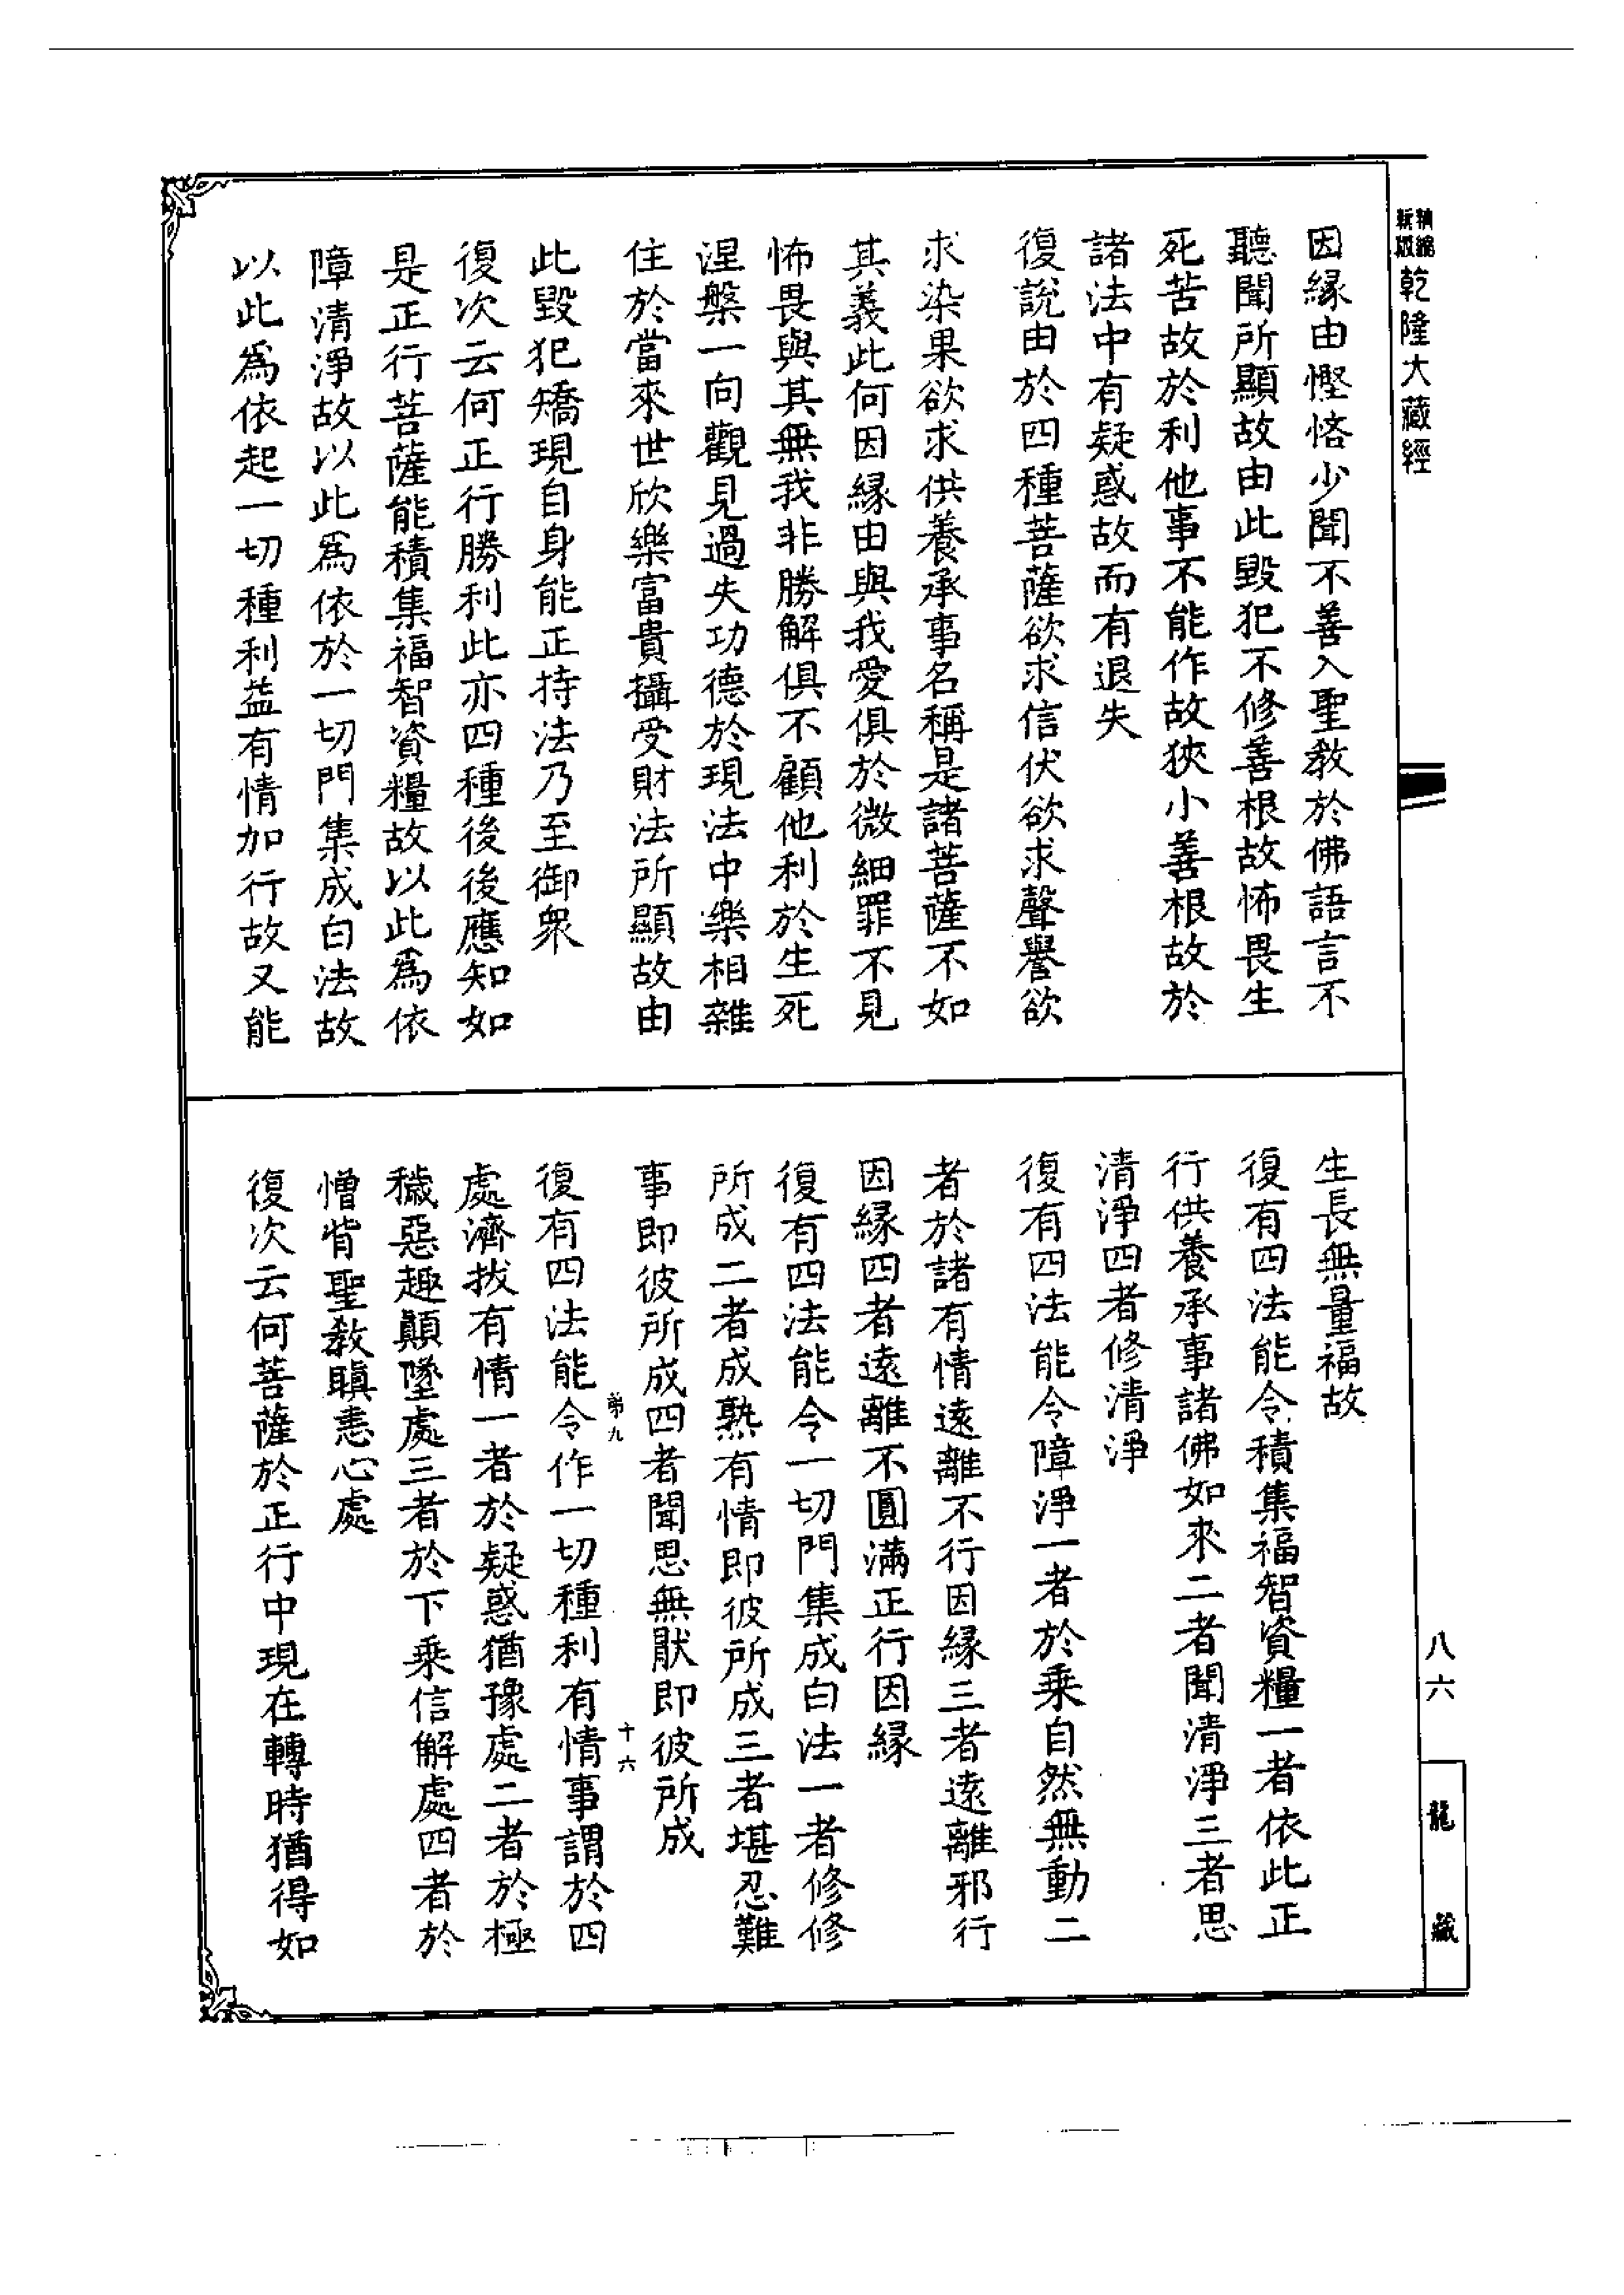 精縮新版乾隆大藏經
因緣由慳悋少聞不善入聖教於佛語言不
聽聞所顯故由此毀犯不修善根故怖畏生
死苦故於利他事不能作故狹小善根故於
諸法中有疑惑故而有退失
復說由於四種菩薩欲求信伏欲求聲譽欲
求染果欲求供養承事名稱是諸菩薩不如
其義此何因緣由與我愛俱於微細罪不見
怖畏與其無我非勝解俱不顧他利於生死
涅槃一向觀見過失功德於現法中樂相雜
住於當來世欣樂富貴攝受財法所顯故由
此毀犯矯現自身能正持法乃至御眾
復次云何正行勝利此亦四種後後應知如
是正行菩薩能積集福智資糧故以此為依
障清淨故以此為依於一切門集成白法故
以此為依起一切種利益有情加行故又能
生長無量福故
復有四法能令積集福智資糧一者依此正
行供養承事諸佛如來二者聞清淨三者思
清淨四者修清淨
復有四法能令障淨一者於乘自然無動二
者於諸有情遠離不行因緣三者遠離邪行
因緣四者遠離不圓滿正行因緣
復有四法能令一切門集成白法一者修修
所成二者成熟有情即彼所成三者堪忍難
事即彼所成四者聞思無猒即彼所成
第九
十六
復有四法能令作一切種利有情事謂於四
處濟拔有情一者於疑惑猶豫處二者於極
穢惡趣顛墜處三者於下乘信解處四者於
憎背聖教瞋恚心處
復次云何菩薩於正行中現在轉時猶得如
八六
龍藏